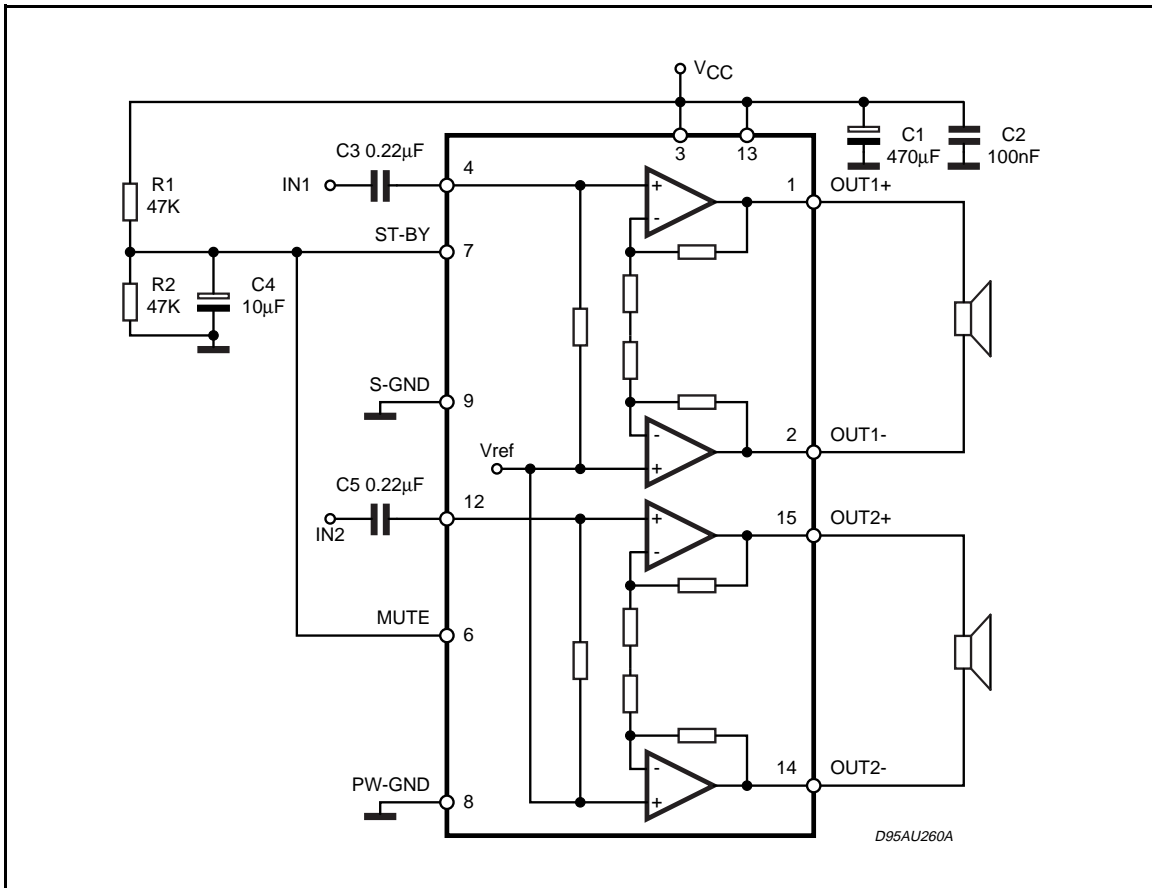 VCC
3
13
C1
470µF
C2
100nF
C3 0.22µF
IN1
4
+
-
1
OUT1+
R1
47K
ST-BY
7
R2
47K
C4
10µF
S-GND
9
-
+
2
OUT1-
Vref
C5 0.22µF
IN2
12
+
-
15
OUT2+
MUTE
6
-
+
14
OUT2-
PW-GND
8
D95AU260A